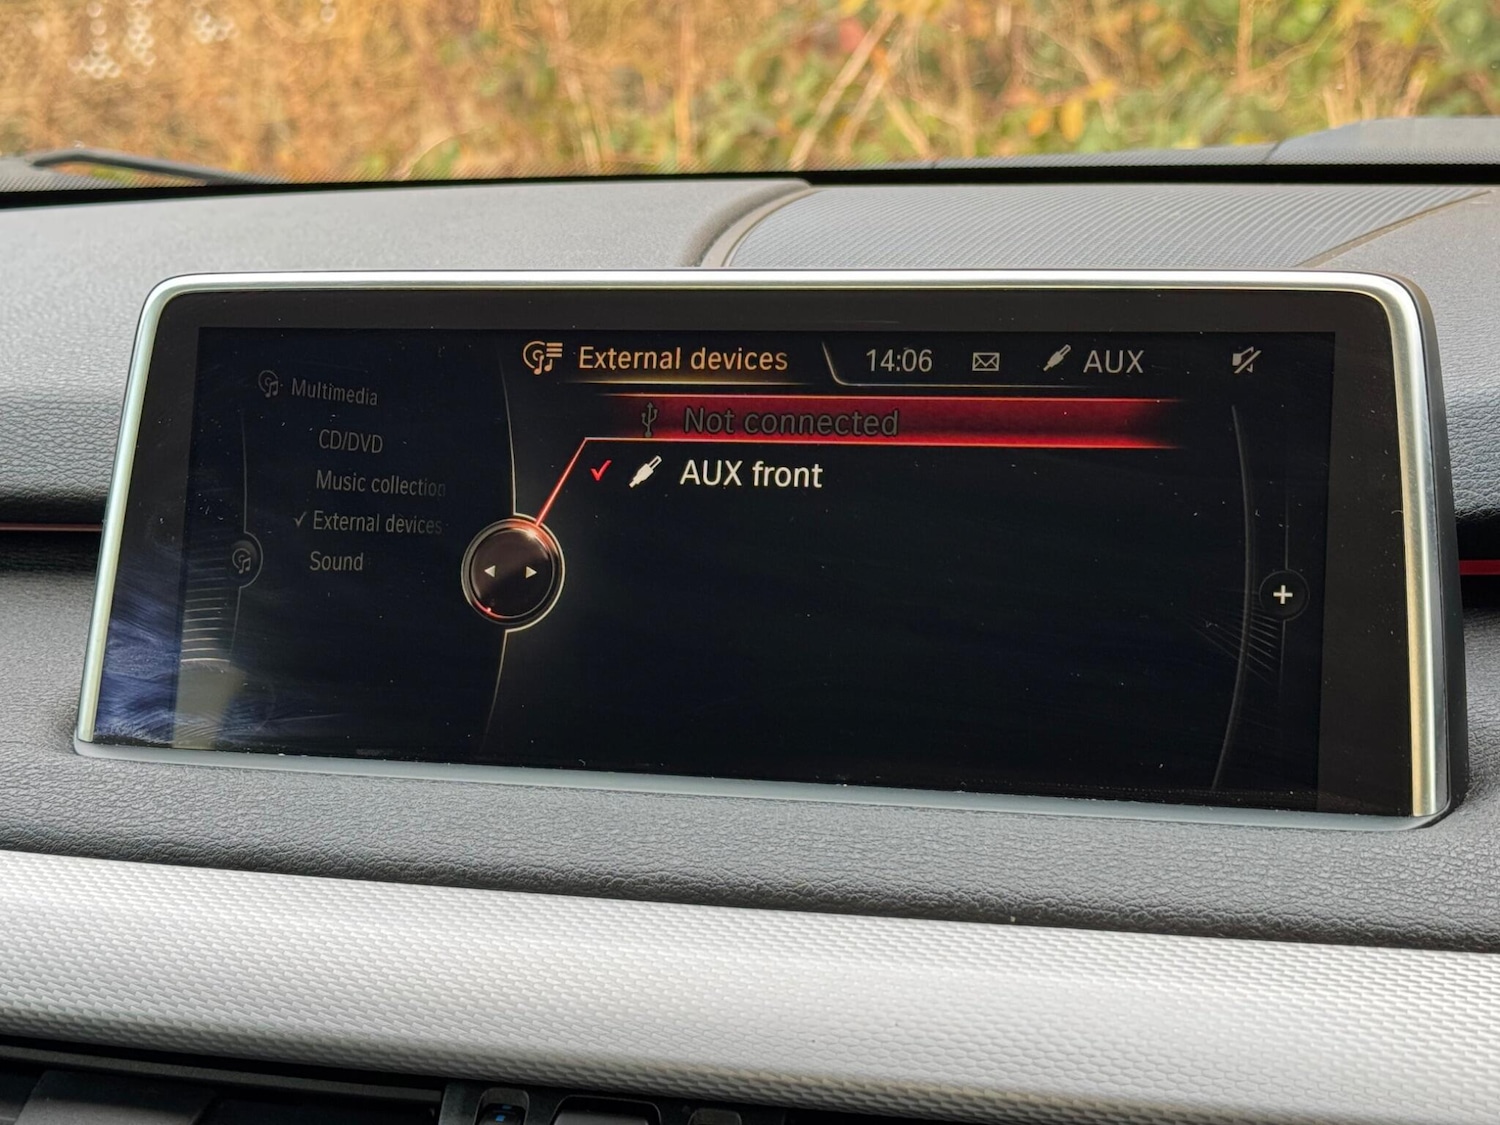 External devices 14:06 AUX
Multimedia
CD/DVD
Music collection
External devices
Sound
Not connected
AUX front